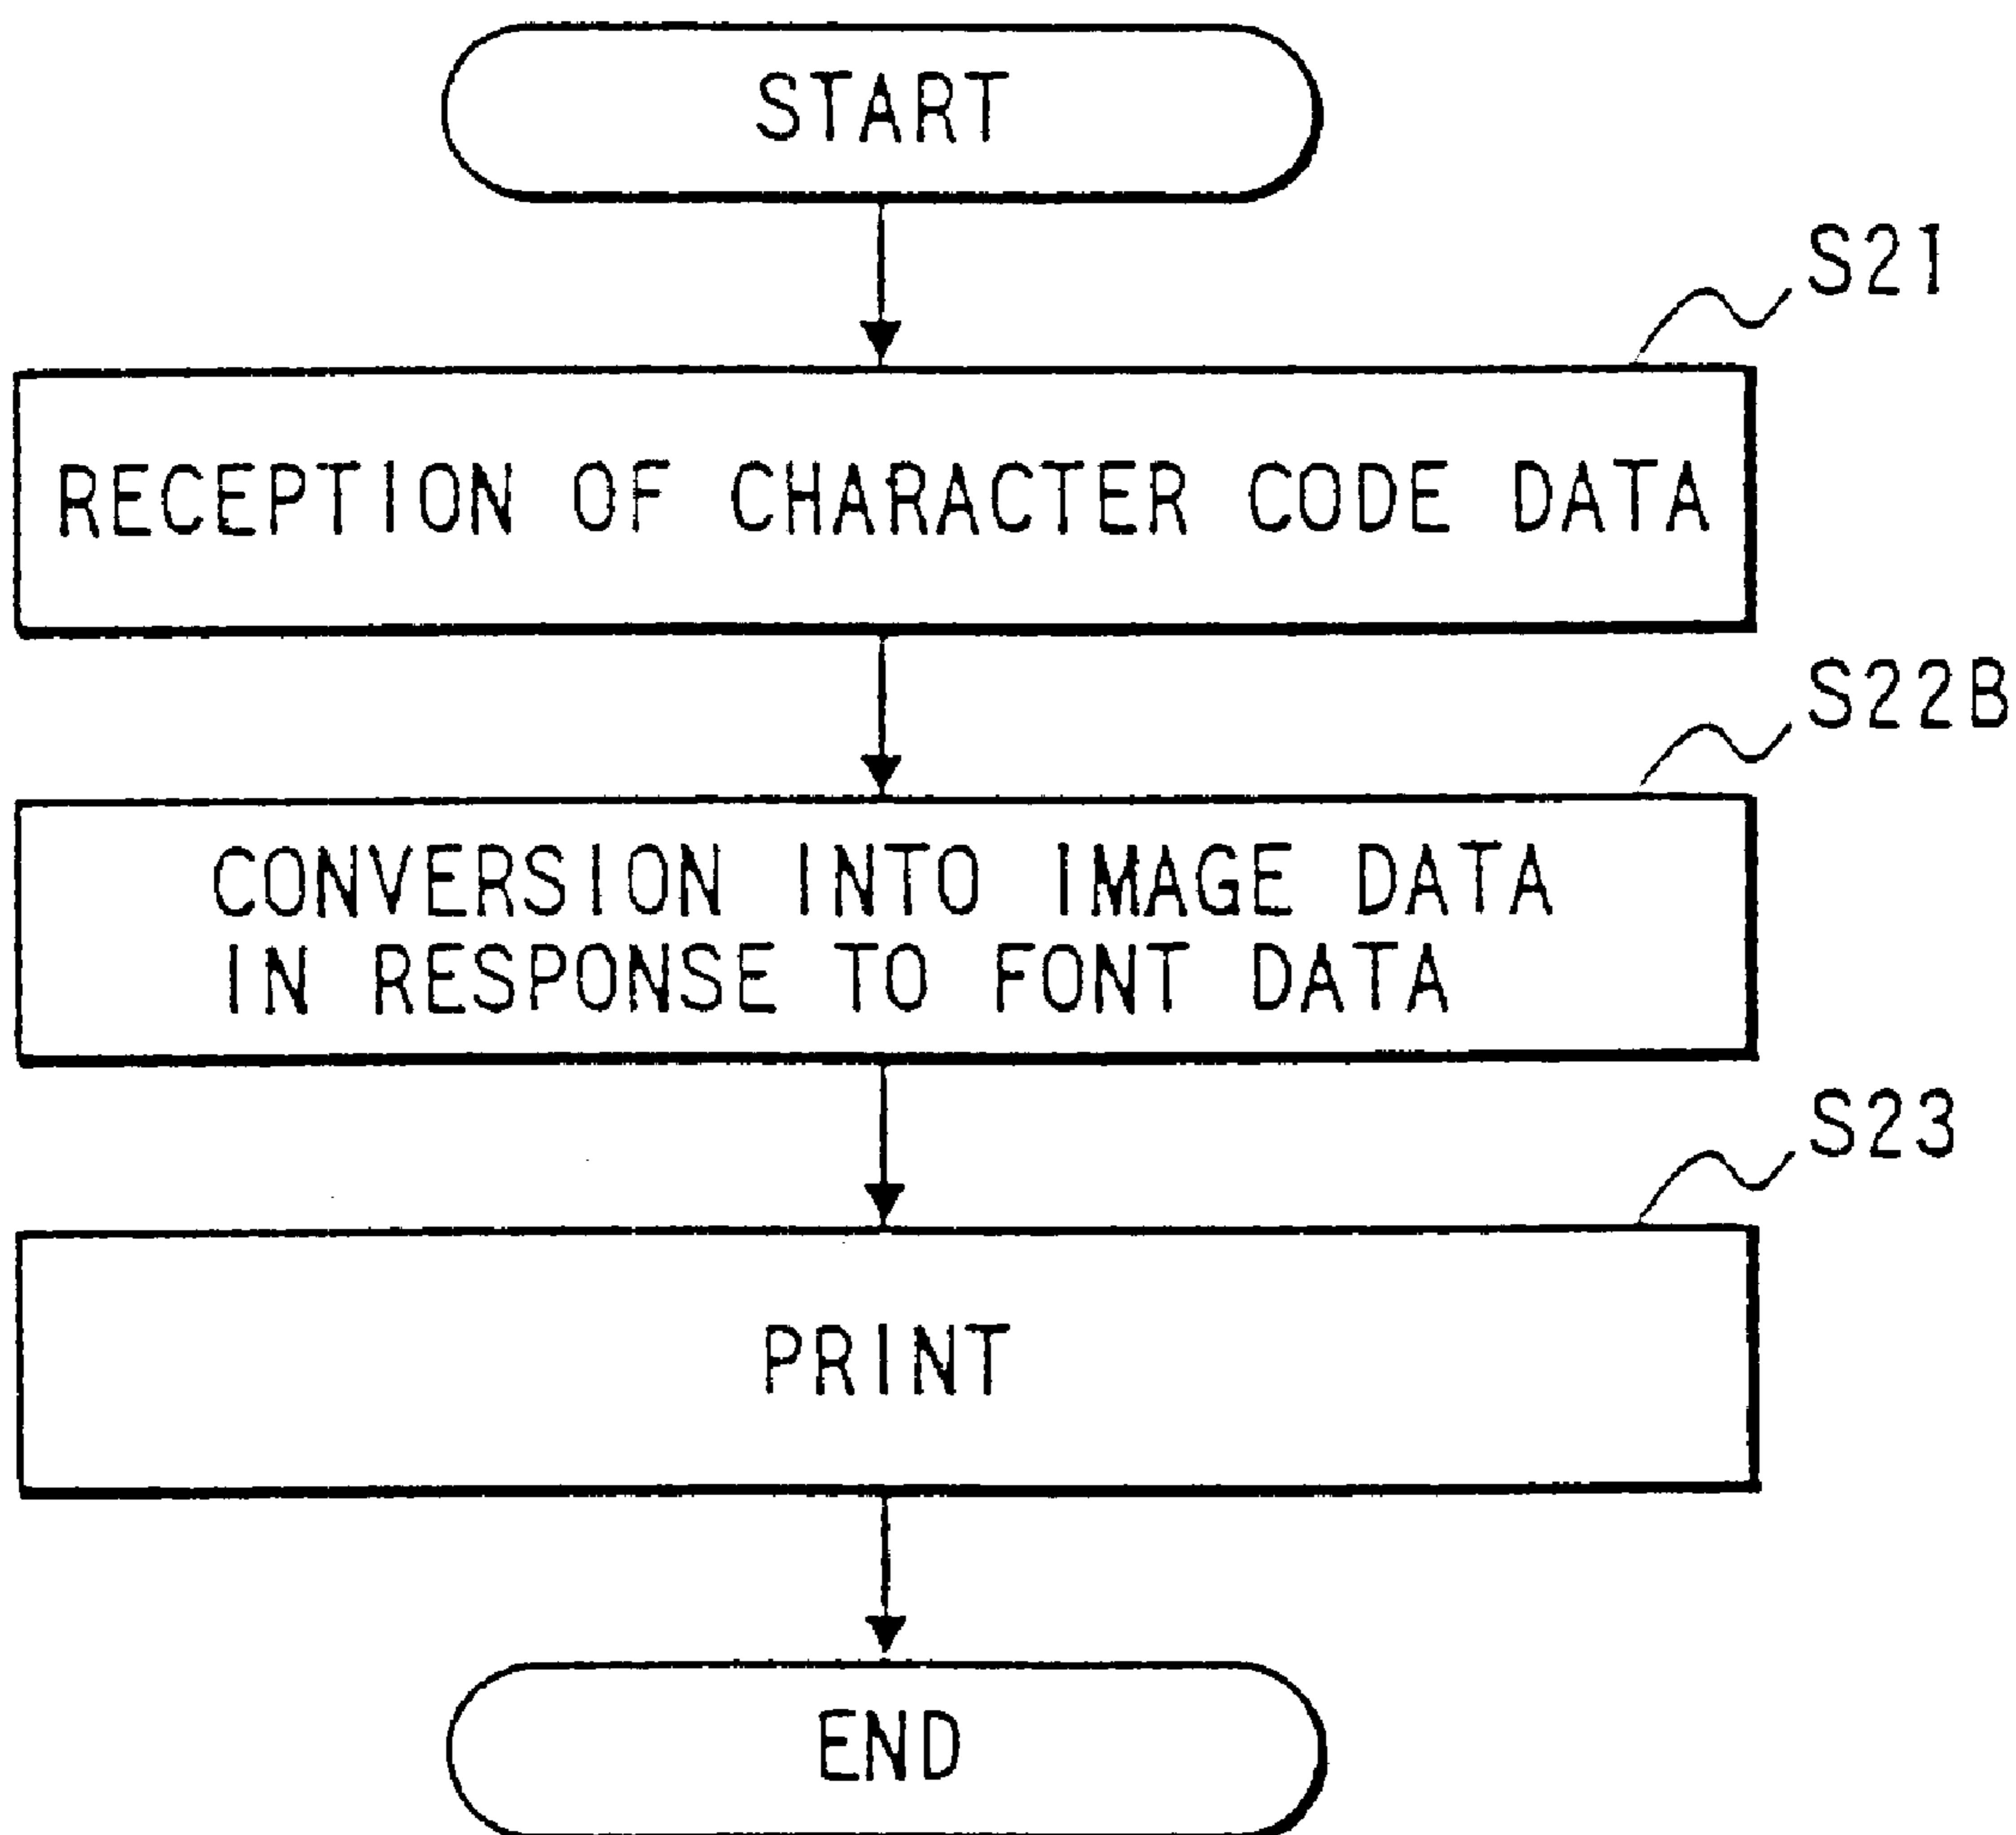 START
S21
RECEPTION OF CHARACTER CODE DATA
S22B
CONVERSION INTO IMAGE DATA
IN RESPONSE TO FONT DATA
S23
PRINT
END